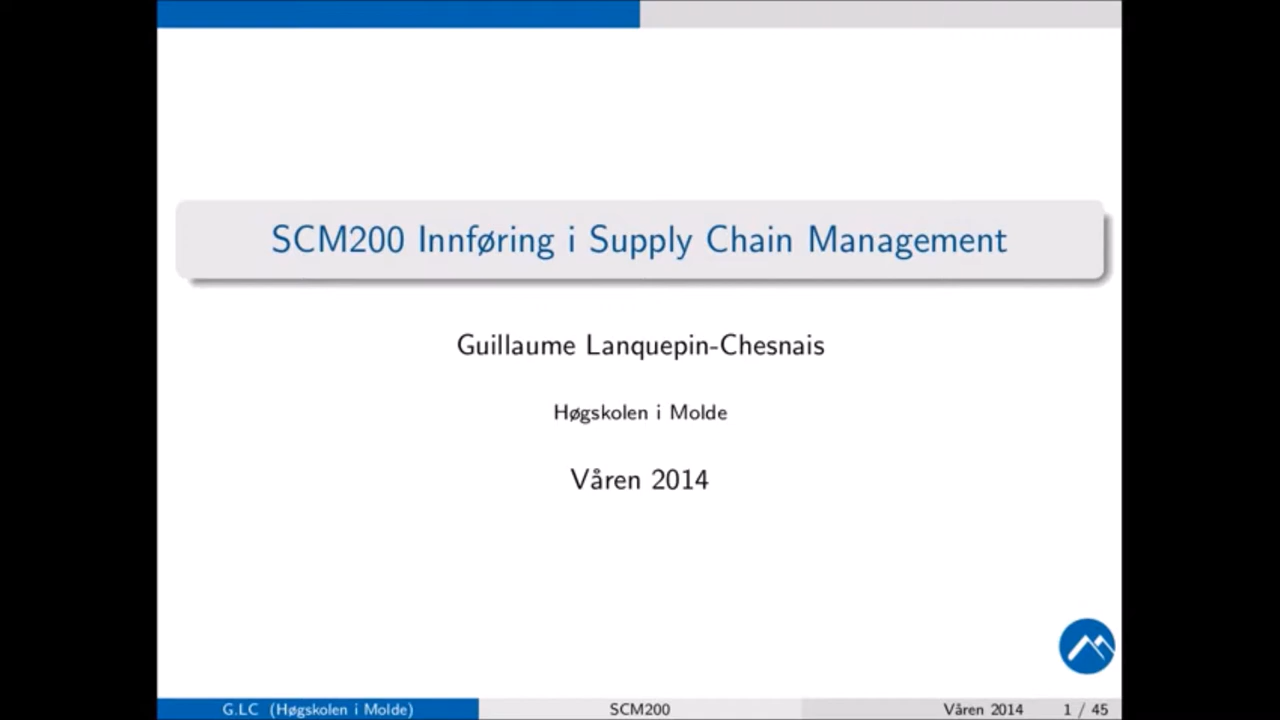 SCM200 Innføring i Supply Chain Management
Guillaume Lanquepin-Chesnais
Høgskolen i Molde
Våren 2014
G.LC (Høgskolen i Molde) SCM200 Våren 2014 1 / 45